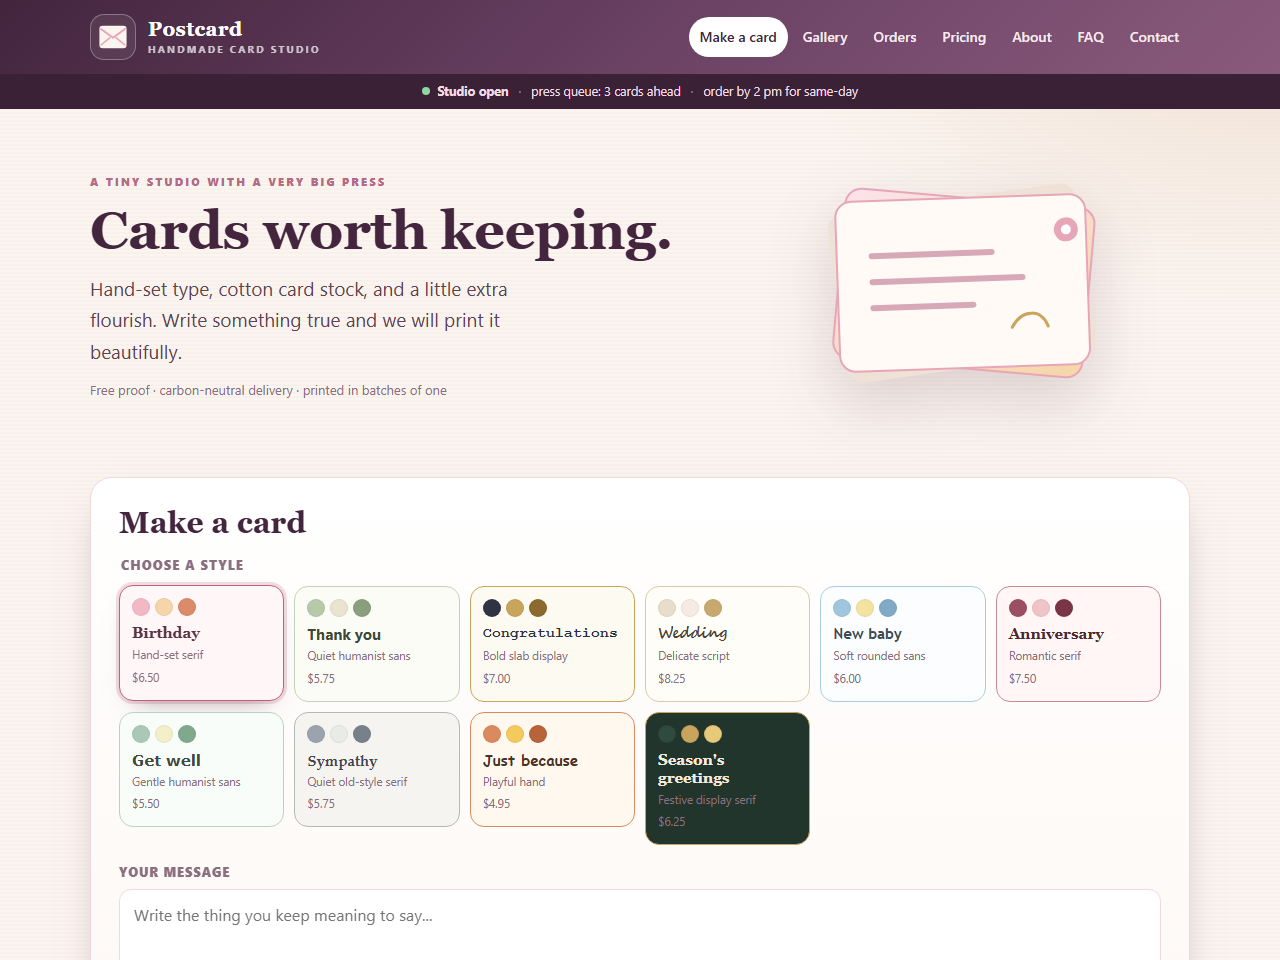 Postcard
HANDMADE CARD STUDIO
Make a card
Gallery
Orders
Pricing
About
FAQ
Contact
Studio open · press queue: 3 cards ahead · order by 2 pm for same-day
A TINY STUDIO WITH A VERY BIG PRESS
Cards worth keeping.
Hand-set type, cotton card stock, and a little extra
flourish. Write something true and we will print it
beautifully.
Free proof · carbon-neutral delivery · printed in batches of one
Make a card
CHOOSE A STYLE
Birthday
Hand-set serif
$6.50
Thank you
Quiet humanist sans
$5.75
Congratulations
Bold slab display
$7.00
Wedding
Delicate script
$8.25
New baby
Soft rounded sans
$6.00
Anniversary
Romantic serif
$7.50
Get well
Gentle humanist sans
$5.50
Sympathy
Quiet old-style serif
$5.75
Just because
Playful hand
$4.95
Season's
greetings
Festive display serif
$6.25
YOUR MESSAGE
Write the thing you keep meaning to say...